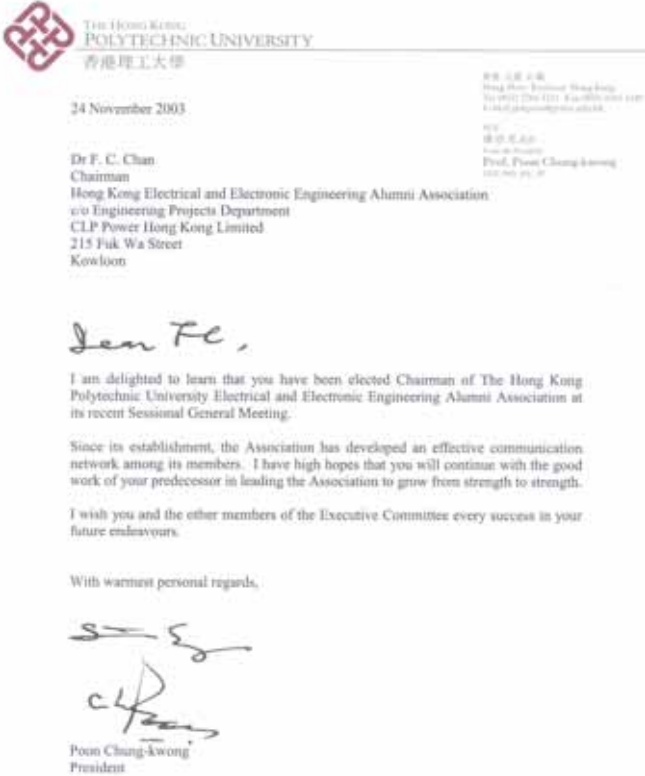 THE HONG KONG
POLYTECHNIC UNIVERSITY
香港理工大學
24 November 2003
Prof. Poon Chung-kwong
Dr F. C. Chan
Chairman
Hong Kong Electrical and Electronic Engineering Alumni Association
c/o Engineering Projects Department
CLP Power Hong Kong Limited
215 Fuk Wa Street
Kowloon
Dear FC,
I am delighted to learn that you have been elected Chairman of The Hong Kong
Polytechnic University Electrical and Electronic Engineering Alumni Association at
its recent Sessional General Meeting.
Since its establishment, the Association has developed an effective communication
network among its members. I have high hopes that you will continue with the good
work of your predecessor in leading the Association to grow from strength to strength.
I wish you and the other members of the Executive Committee every success in your
future endeavours.
With warmest personal regards,
Poon Chung-kwong
President